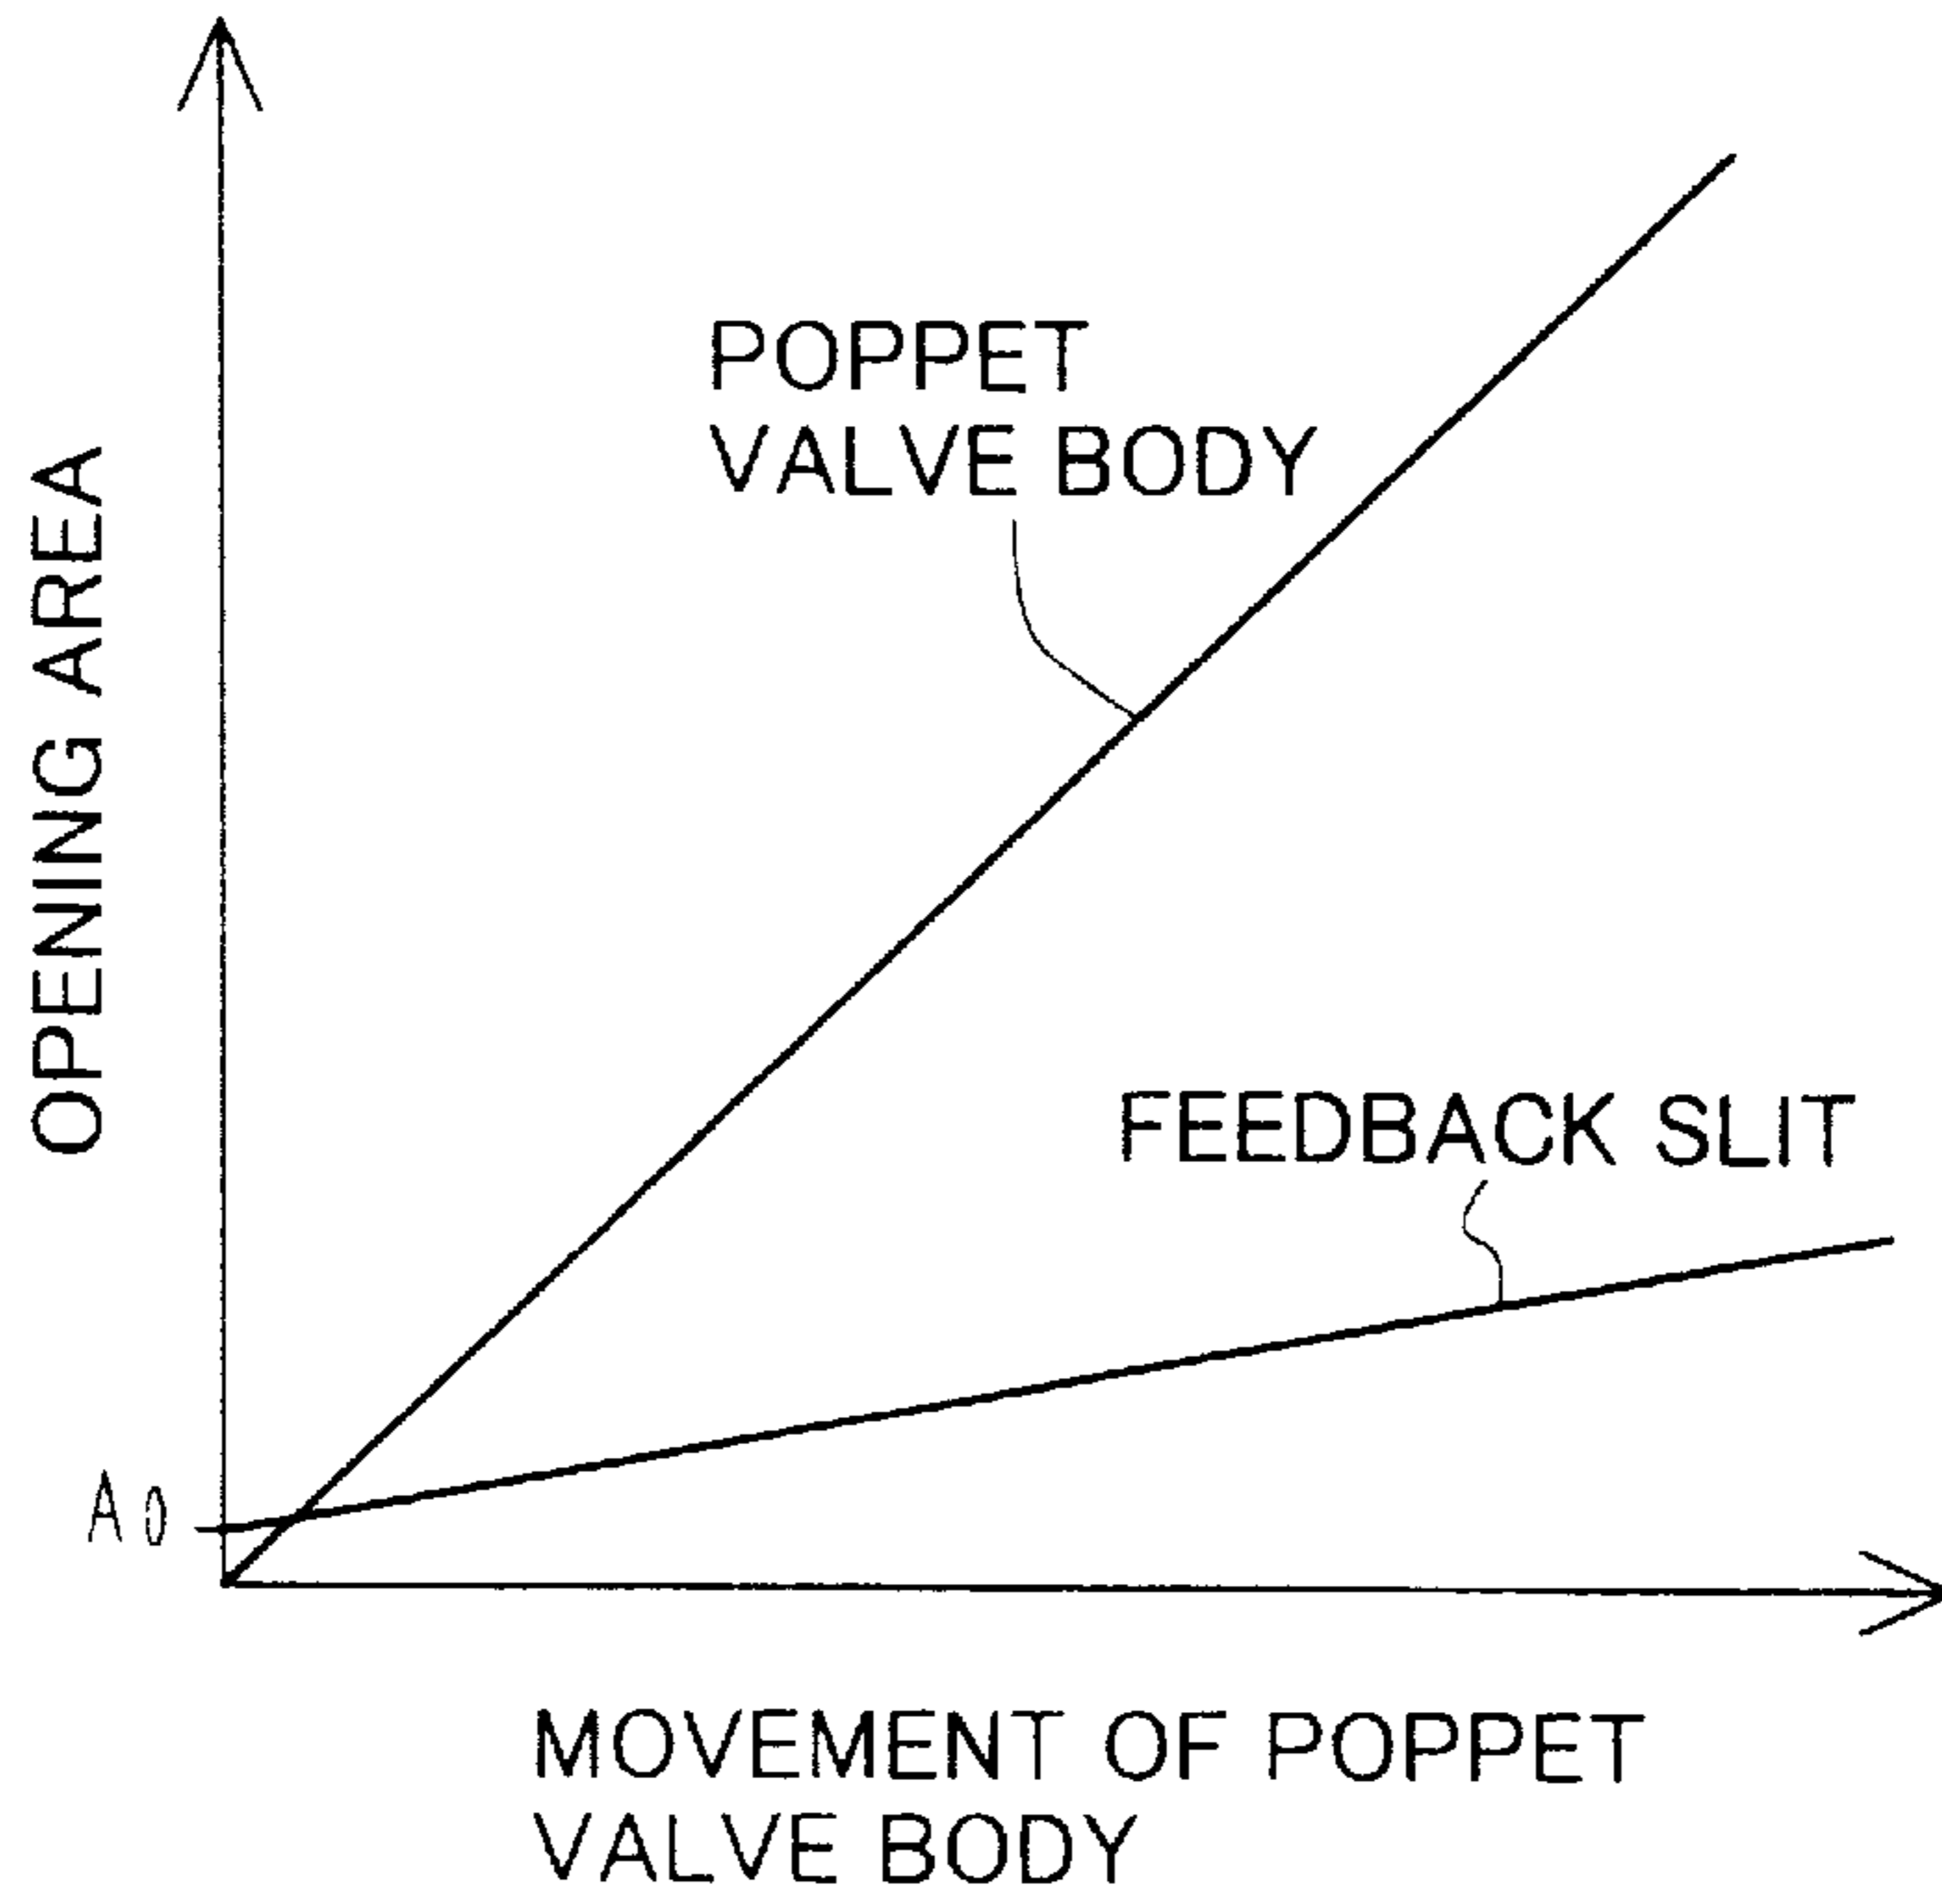 OPENING AREA
POPPET
VALVE BODY
FEEDBACK SLIT
A0
MOVEMENT OF POPPET
VALVE BODY